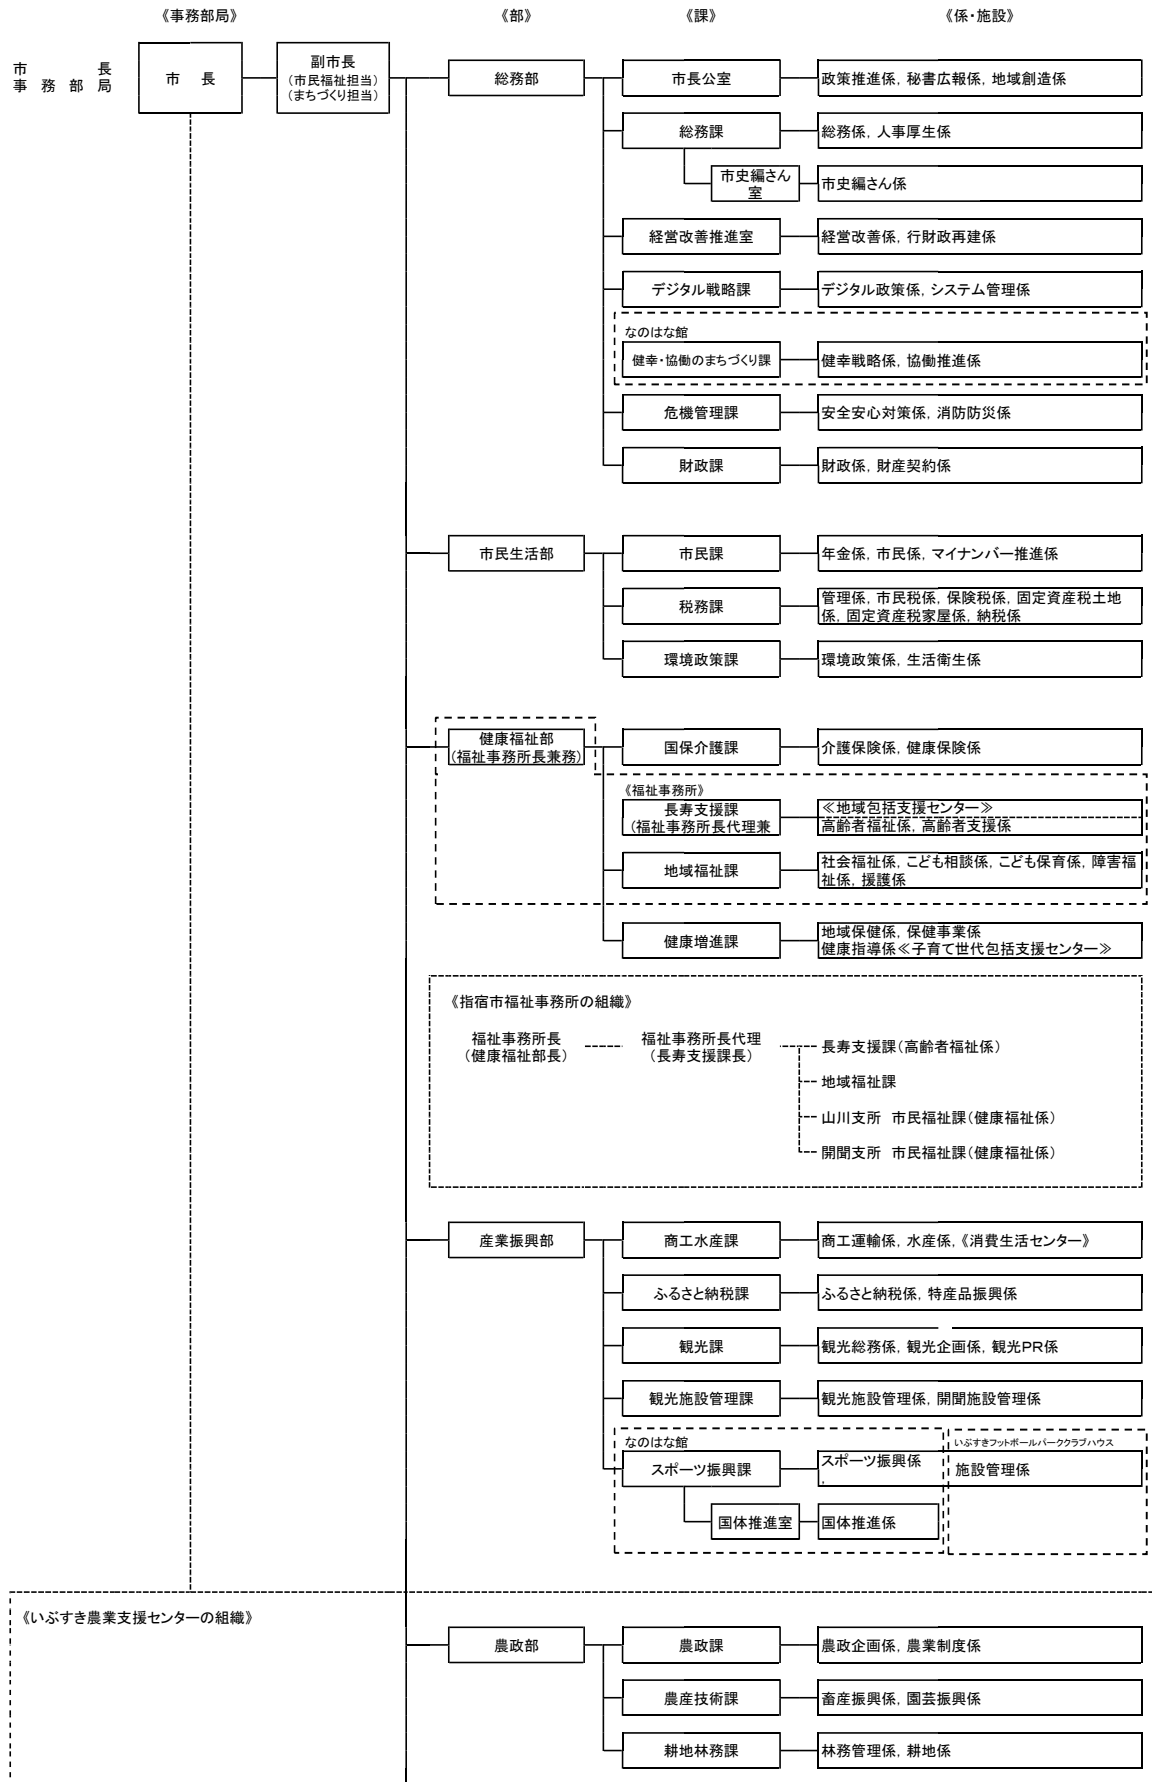 《事務部局》 《部》 《課》 《係・施設》
市長
事務部局
市 長
副市長
(市民福祉担当)
(まちづくり担当)
総務部
市長公室
政策推進係, 秘書広報係, 地域創造係
総務課
総務係, 人事厚生係
市史編さん
室
市史編さん係
経営改善推進室
経営改善係, 行財政再建係
デジタル戦略課
デジタル政策係, システム管理係
なのはな館
健幸・協働のまちづくり課
健幸戦略係, 協働推進係
危機管理課
安全安心対策係, 消防防災係
財政課
財政係, 財産契約係
市民生活部
市民課
年金係, 市民係, マイナンバー推進係
税務課
管理係, 市民税係, 保険税係, 固定資産税土地
係, 固定資産税家屋係, 納税係
環境政策課
環境政策係, 生活衛生係
健康福祉部
(福祉事務所長兼務)
国保介護課
介護保険係, 健康保険係
《福祉事務所》
長寿支援課
(福祉事務所長代理兼
≪地域包括支援センター≫
高齢者福祉係, 高齢者支援係
地域福祉課
社会福祉係, こども相談係, こども保育係, 障害福
祉係, 援護係
健康増進課
地域保健係, 保健事業係
健康指導係≪子育て世代包括支援センター≫
《指宿市福祉事務所の組織》
福祉事務所長
(健康福祉部長)
福祉事務所長代理
(長寿支援課長)
長寿支援課(高齢者福祉係)
地域福祉課
山川支所 市民福祉課(健康福祉係)
開聞支所 市民福祉課(健康福祉係)
産業振興部
商工水産課
商工運輸係, 水産係, 《消費生活センター》
ふるさと納税課
ふるさと納税係, 特産品振興係
観光課
観光総務係, 観光企画係, 観光PR係
観光施設管理課
観光施設管理係, 開聞施設管理係
なのはな館
スポーツ振興課
スポーツ振興係
,
いぶすきフットボールパーククラブハウス
施設管理係
国体推進室
国体推進係
《いぶすき農業支援センターの組織》
農政部
農政課
農政企画係, 農業制度係
農産技術課
畜産振興係, 園芸振興係
耕地林務課
林務管理係, 耕地係